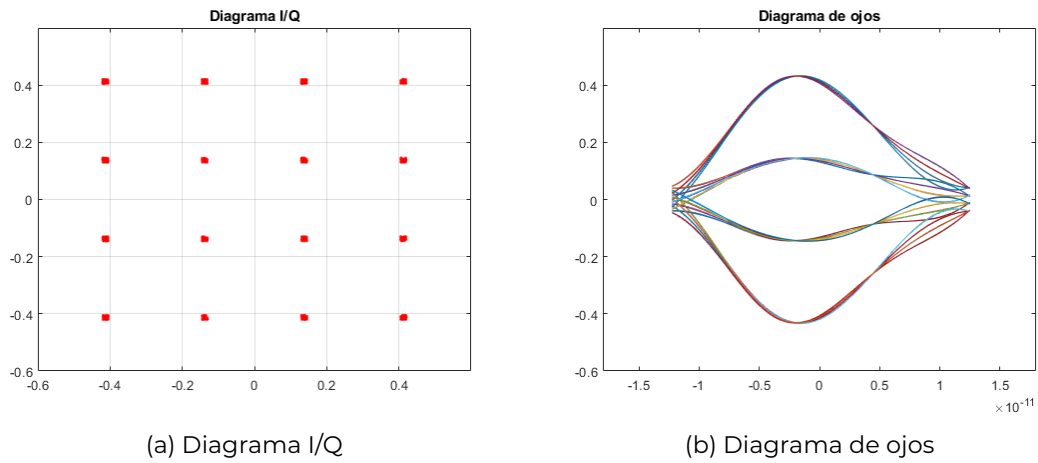 Diagrama I/Q
0.4
0.2
0
-0.2
-0.4
-0.6
-0.6 -0.4 -0.2 0 0.2 0.4
(a) Diagrama I/Q
Diagrama de ojos
0.4
0.2
0
-0.2
-0.4
-0.6
-1.5 -1 -0.5 0 0.5 1 1.5
×10⁻¹¹
(b) Diagrama de ojos